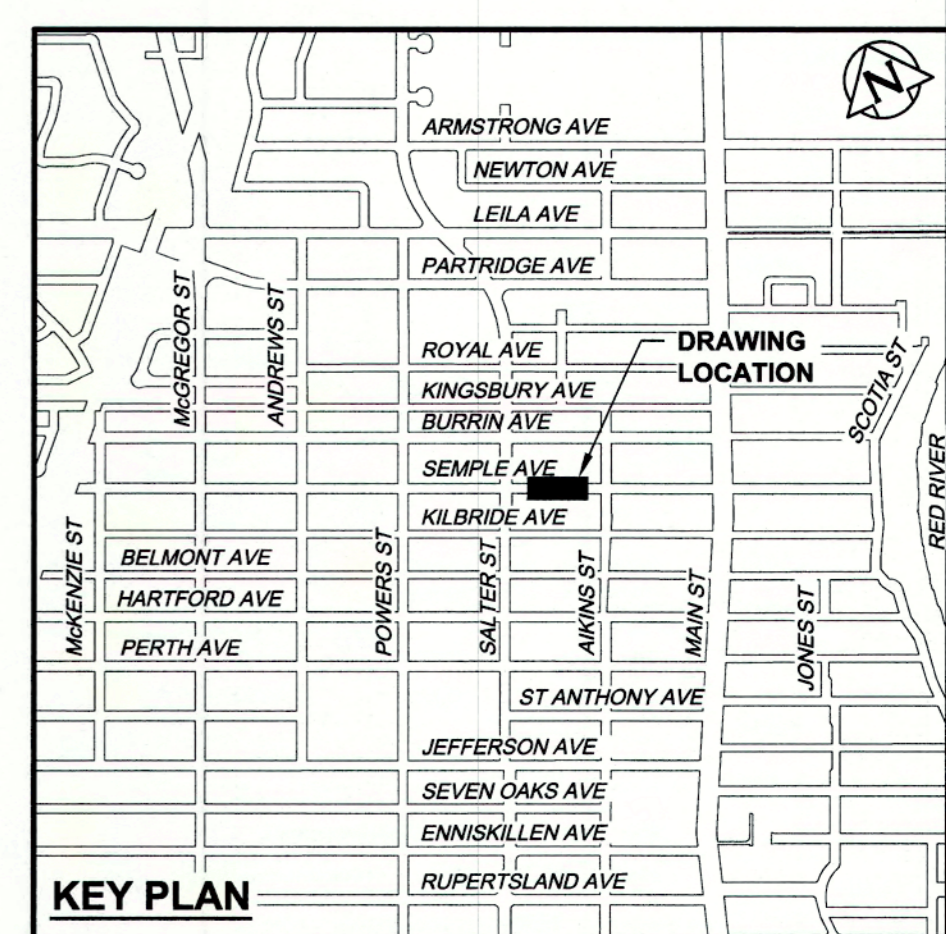 N
ARMSTRONG AVE
NEWTON AVE
LEILA AVE
PARTRIDGE AVE
McGREGOR ST
ANDREWS ST
ROYAL AVE
DRAWING
LOCATION
KINGSBURY AVE
BURRIN AVE
SCOTIA ST
SEMPLE AVE
RED RIVER
KILBRIDE AVE
McKENZIE ST
BELMONT AVE
POWERS ST
SALTER ST
AIKINS ST
MAIN ST
JONES ST
HARTFORD AVE
PERTH AVE
ST ANTHONY AVE
JEFFERSON AVE
SEVEN OAKS AVE
ENNISKILLEN AVE
RUPERTSLAND AVE
KEY PLAN